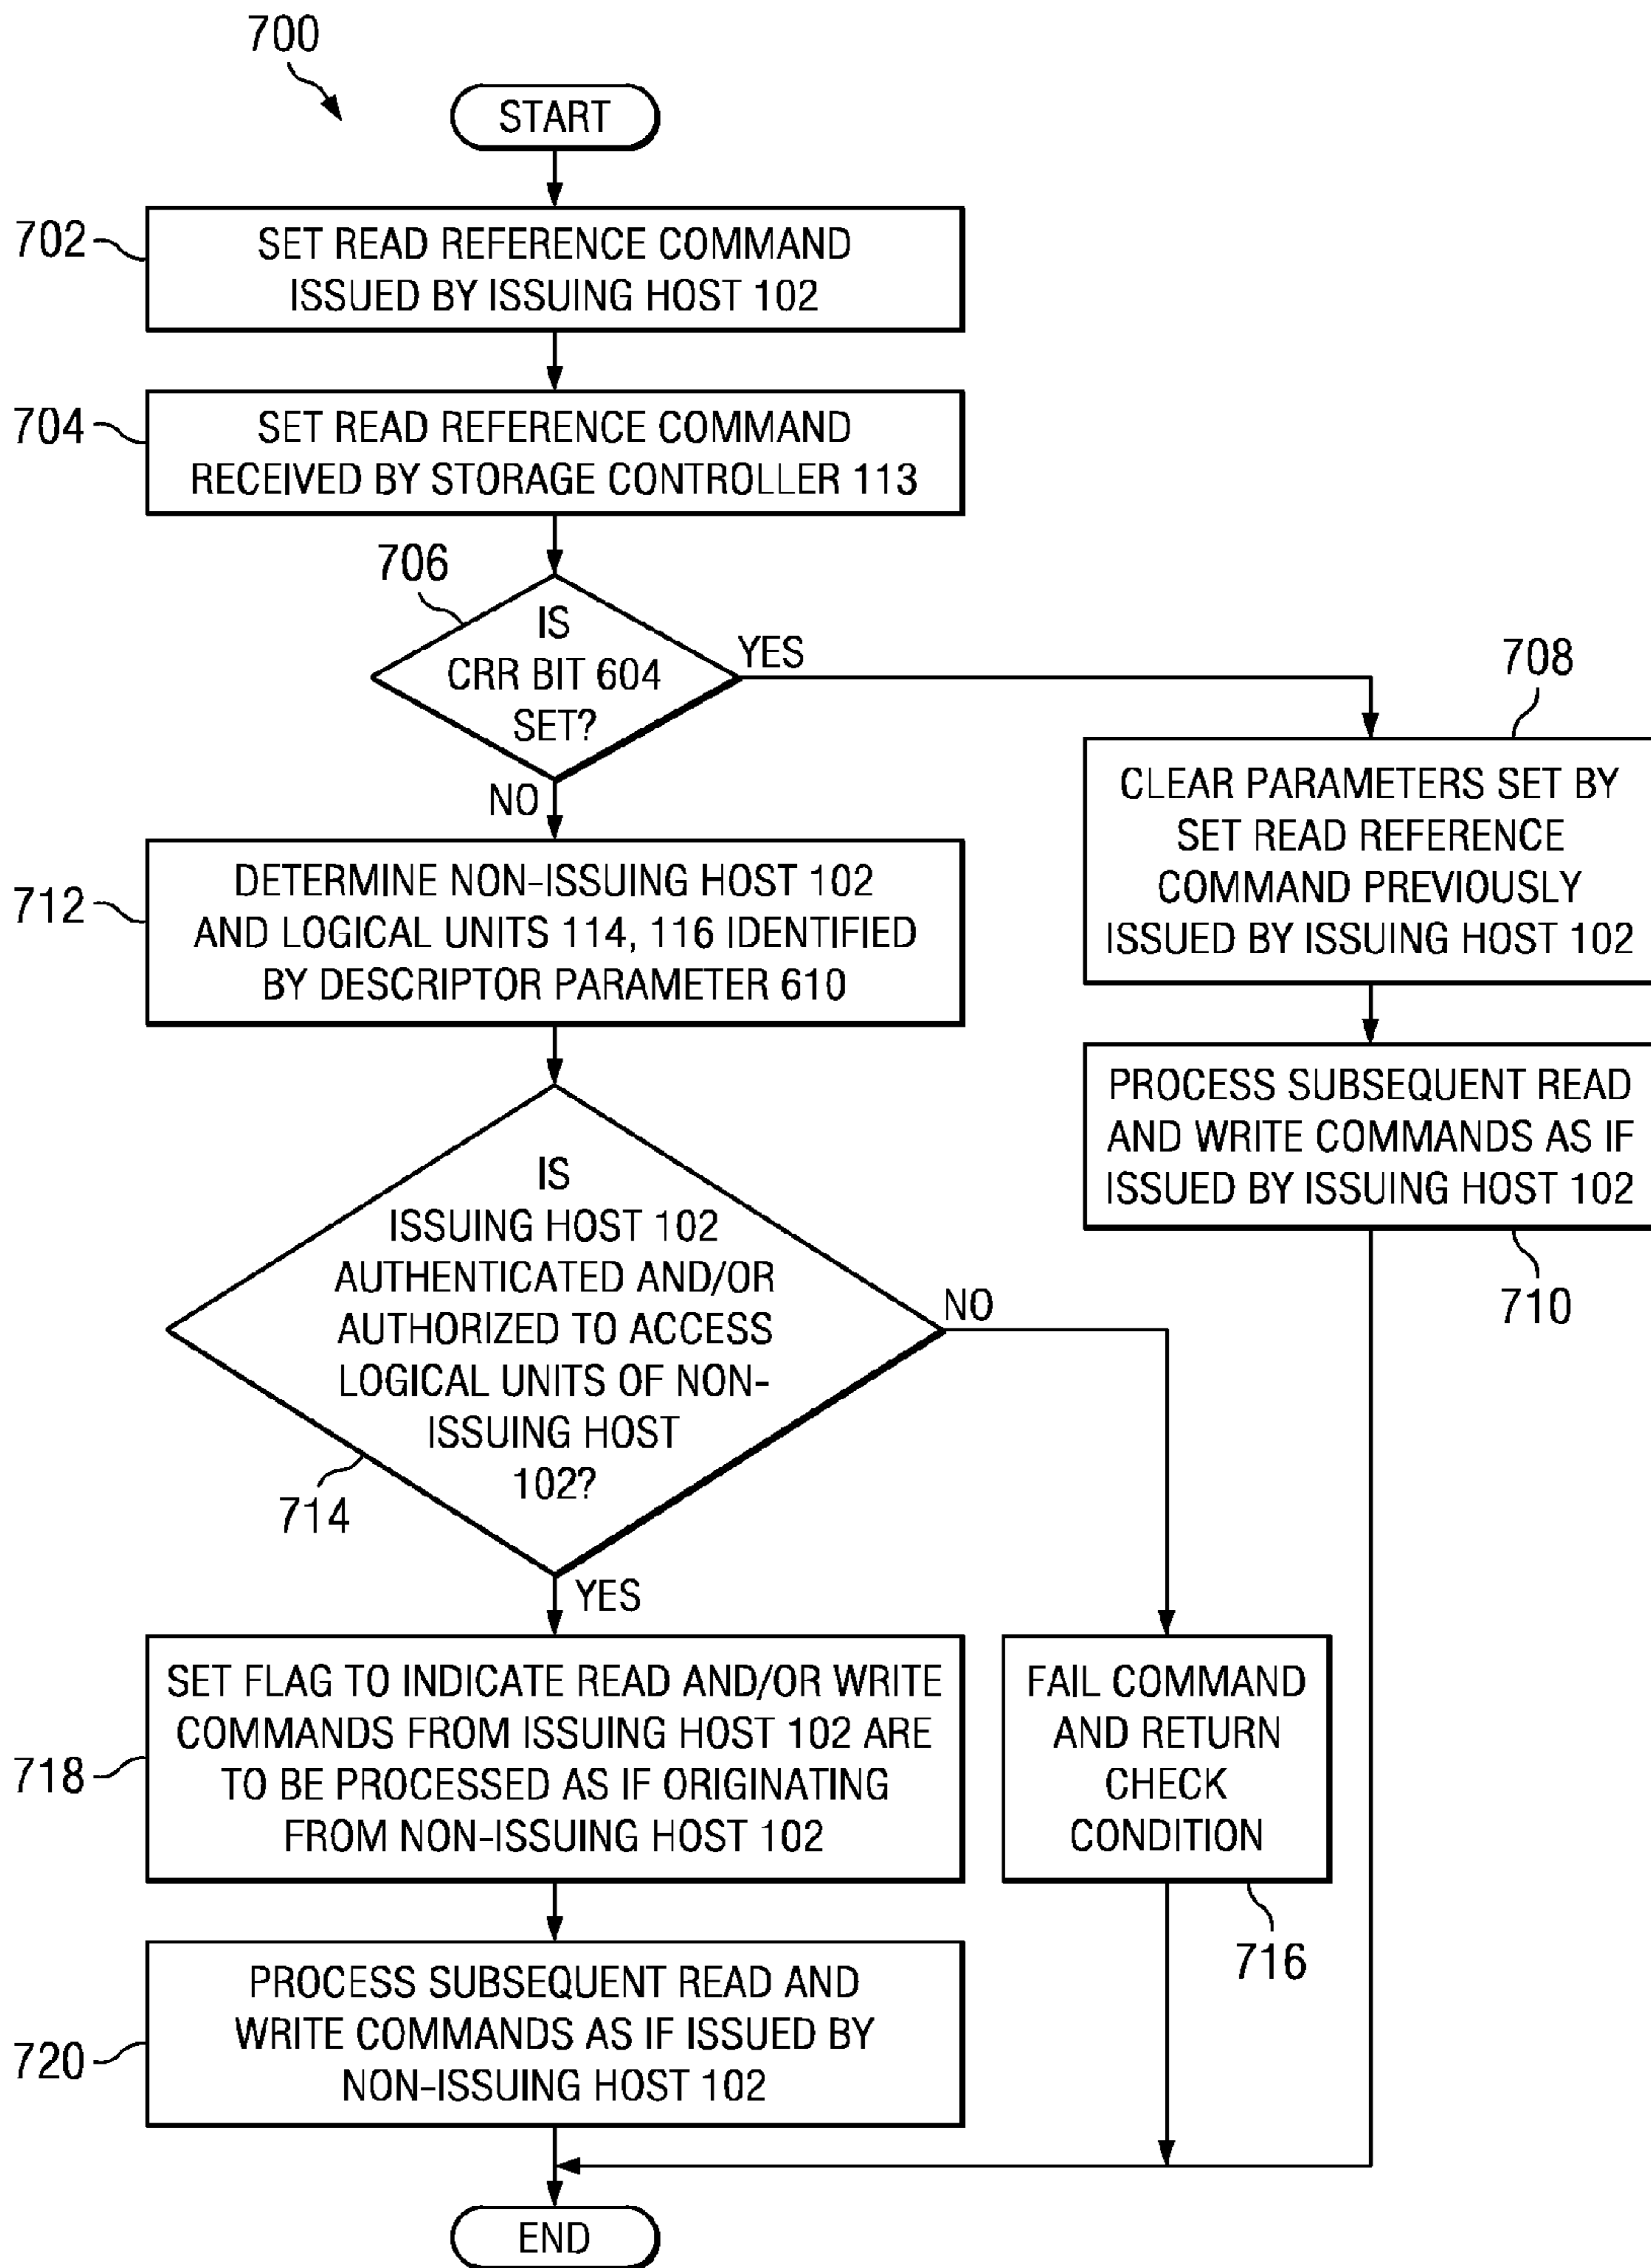 700
START
702
SET READ REFERENCE COMMAND
ISSUED BY ISSUING HOST 102
704
SET READ REFERENCE COMMAND
RECEIVED BY STORAGE CONTROLLER 113
706
IS
CRR BIT 604
SET?
YES
NO
708
CLEAR PARAMETERS SET BY
SET READ REFERENCE
COMMAND PREVIOUSLY
ISSUED BY ISSUING HOST 102
712
DETERMINE NON-ISSUING HOST 102
AND LOGICAL UNITS 114, 116 IDENTIFIED
BY DESCRIPTOR PARAMETER 610
PROCESS SUBSEQUENT READ
AND WRITE COMMANDS AS IF
ISSUED BY ISSUING HOST 102
710
IS
ISSUING HOST 102
AUTHENTICATED AND/OR
AUTHORIZED TO ACCESS
LOGICAL UNITS OF NON-
ISSUING HOST
102?
NO
714
YES
718
SET FLAG TO INDICATE READ AND/OR WRITE
COMMANDS FROM ISSUING HOST 102 ARE
TO BE PROCESSED AS IF ORIGINATING
FROM NON-ISSUING HOST 102
FAIL COMMAND
AND RETURN
CHECK
CONDITION
716
720
PROCESS SUBSEQUENT READ AND
WRITE COMMANDS AS IF ISSUED BY
NON-ISSUING HOST 102
END